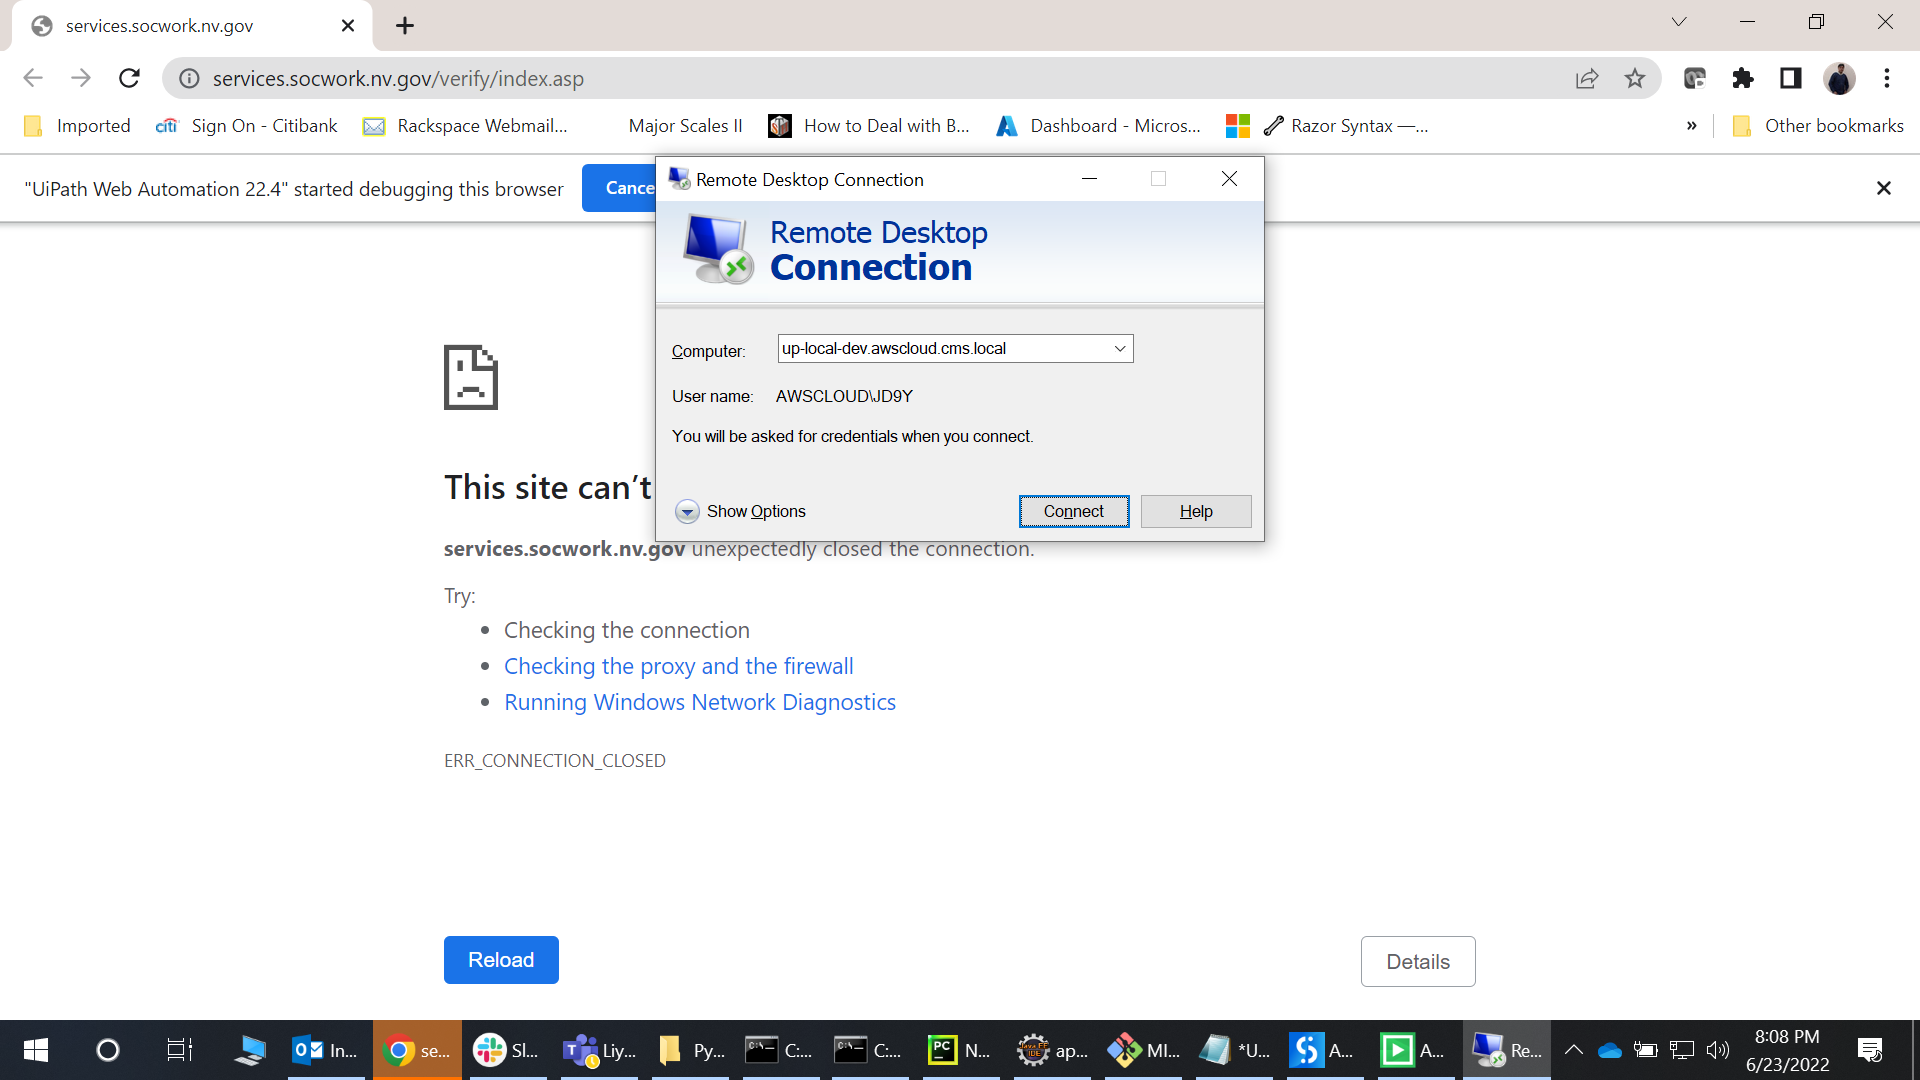 services.socwork.nv.gov
services.socwork.nv.gov/verify/index.asp
Imported
citi
Sign On - Citibank
Rackspace Webmail...
Major Scales II
How to Deal with B...
Dashboard - Micros...
Razor Syntax —...
»
Other bookmarks
"UiPath Web Automation 22.4" started debugging this browser
Cance
Remote Desktop Connection
Remote Desktop
Connection
Computer:
up-local-dev.awscloud.cms.local
User name:
AWSCLOUD\JD9Y
You will be asked for credentials when you connect.
Show Options
Connect
Help
This site can’t
services.socwork.nv.gov unexpectedly closed the connection.
Try:
Checking the connection
Checking the proxy and the firewall
Running Windows Network Diagnostics
ERR_CONNECTION_CLOSED
Reload
Details
In...
se...
Sl...
Liy...
Py...
C:...
C:...
N...
ap...
MI...
*U...
A...
A...
Re...
8:08 PM
6/23/2022